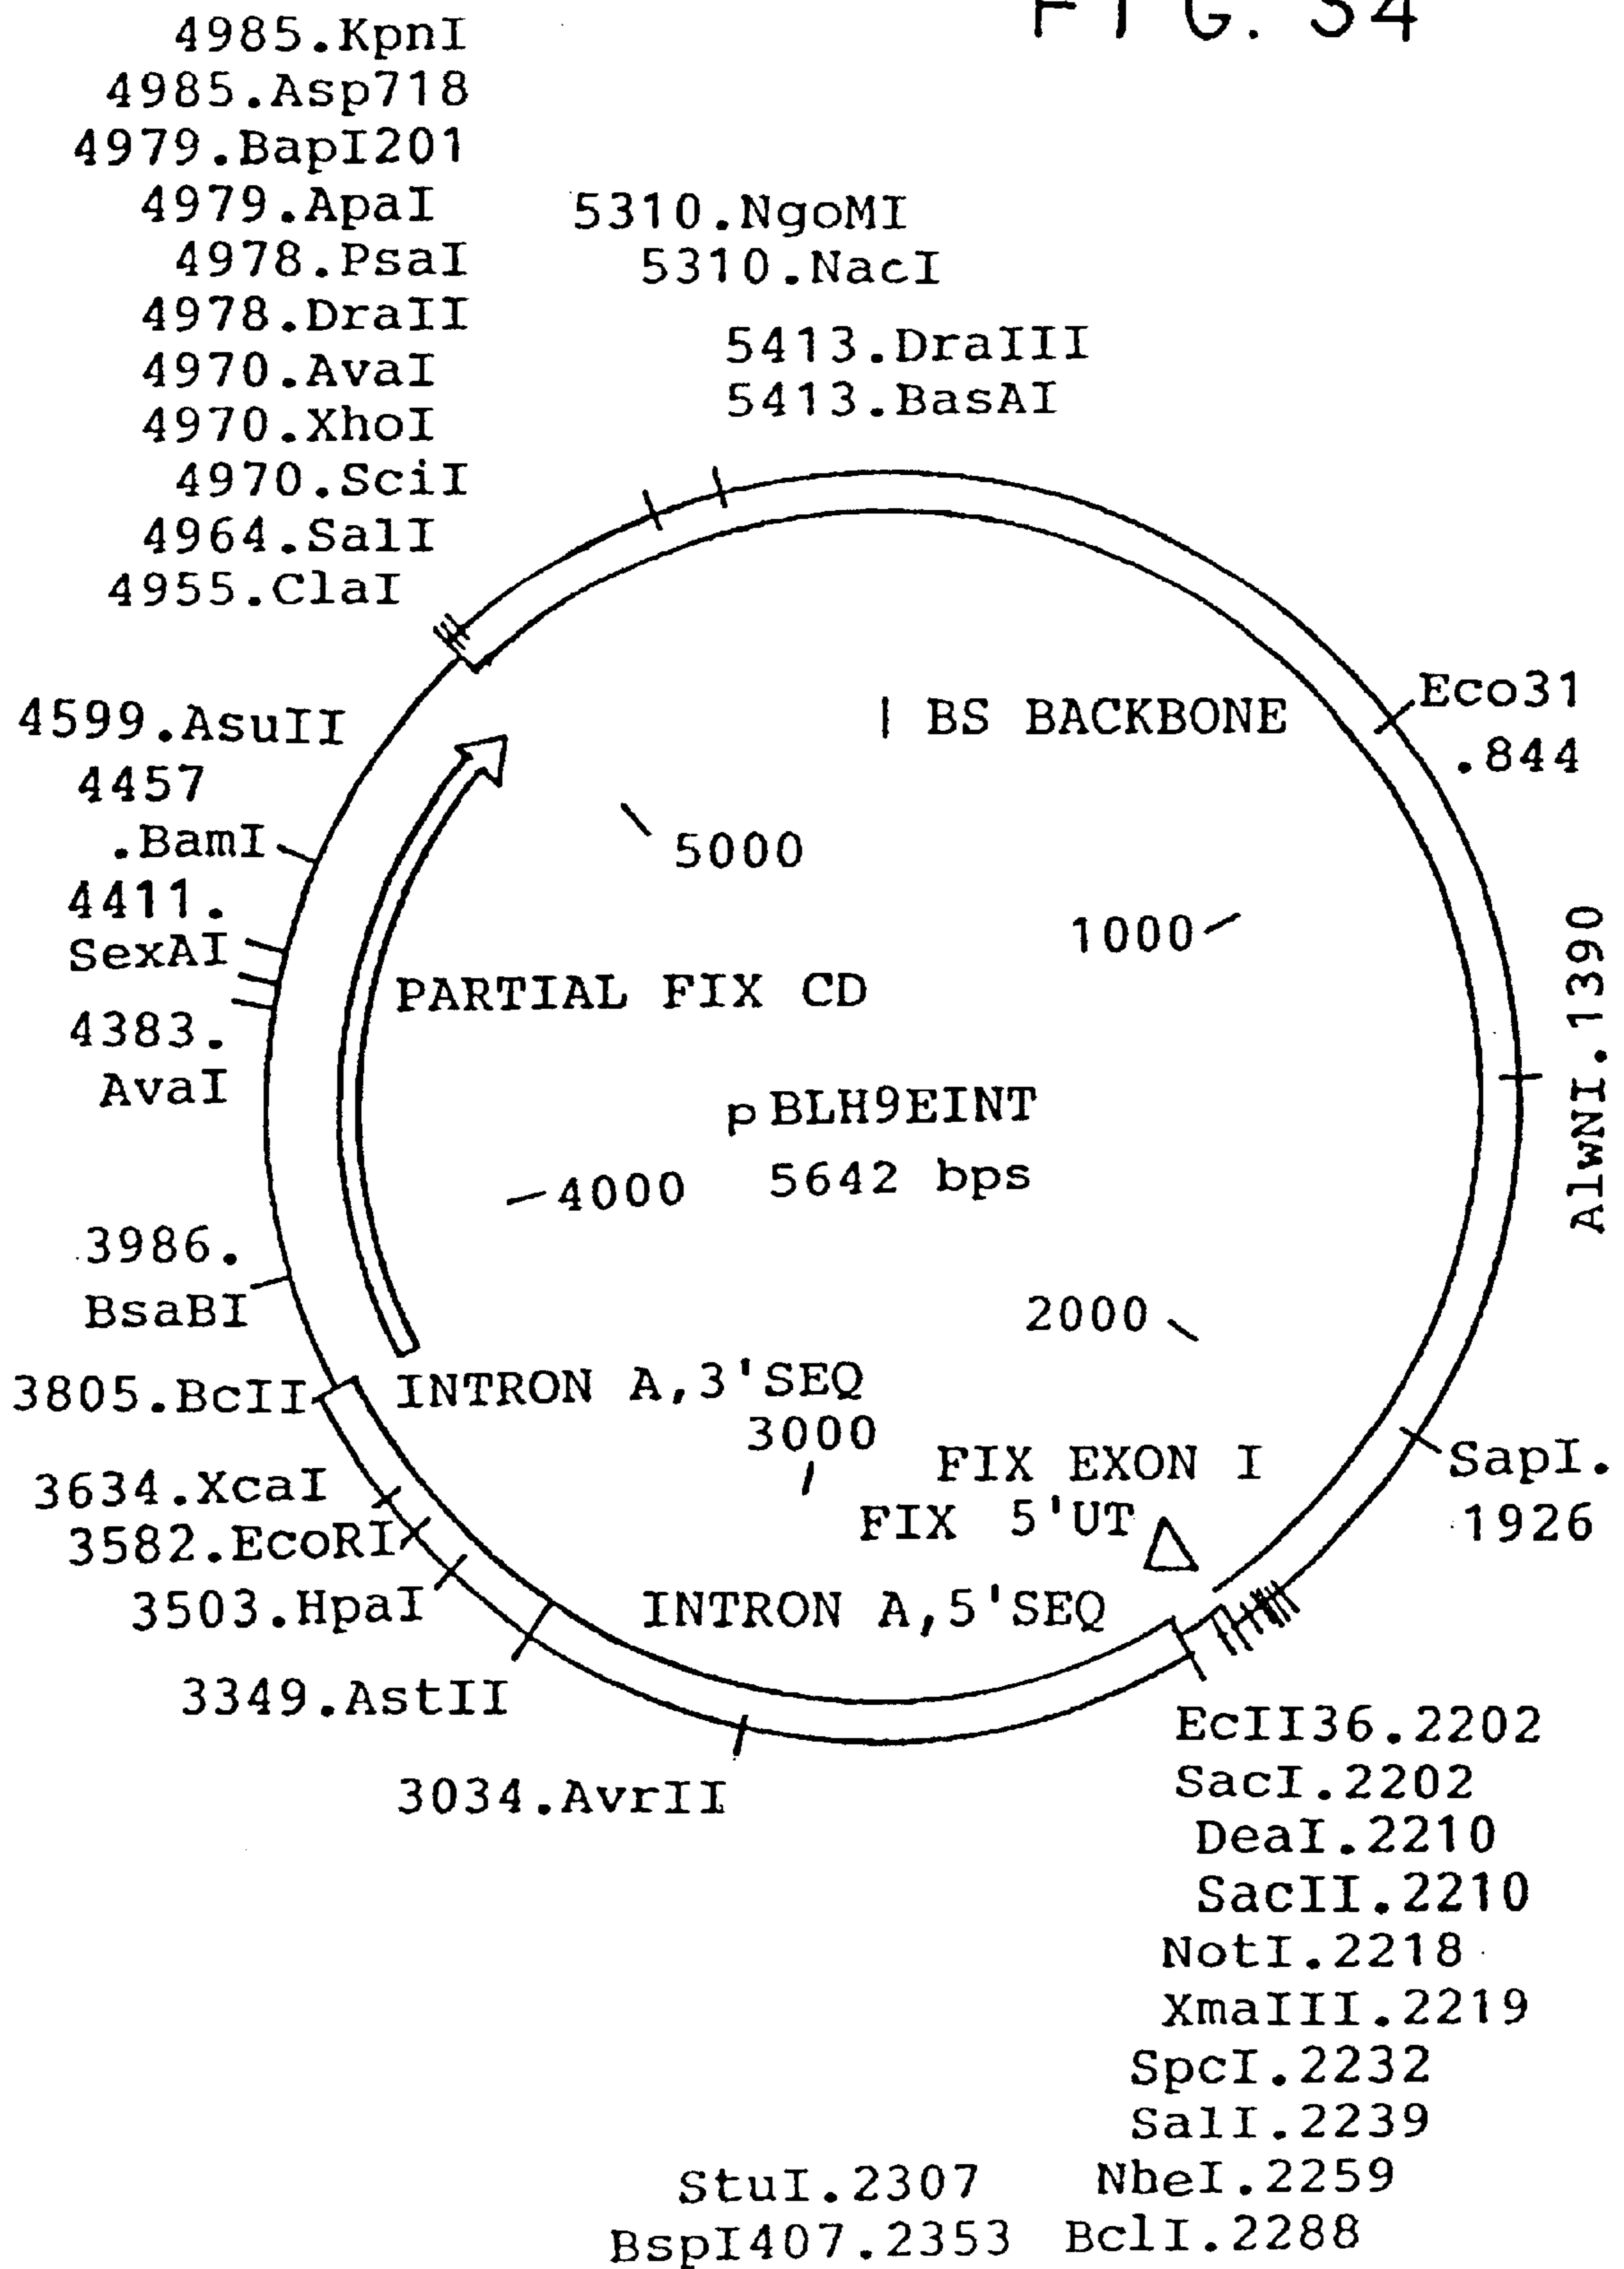 FIG. 34
4985.KpnI
4985.Asp718
4979.BapI201
4979.ApaI
4978.PsaI
4978.DraII
4970.AvaI
4970.XhoI
4970.SciI
4964.SalI
4955.ClaI
5310.NgoMI
5310.NacI
5413.DraIII
5413.BasAI
4599.AsuII
4457
.BamI
4411.
SexAI
4383.
AvaI
3986.
BsaBI
3805.BcII
3634.XcaI
3582.EcoRI
3503.HpaI
3349.AstII
3034.AvrII
BS BACKBONE
Eco31
.844
5000
1000
AlwNI.1390
PARTIAL FIX CD
pBLH9EINT
5642 bps
4000
2000
INTRON A,3'SEQ
3000
FIX EXON I
FIX 5'UT
INTRON A,5'SEQ
SapI.
1926
EcII36.2202
SacI.2202
DeaI.2210
SacII.2210
NotI.2218
XmaIII.2219
SpcI.2232
SalI.2239
NbeI.2259
BclI.2288
StuI.2307
BspI407.2353